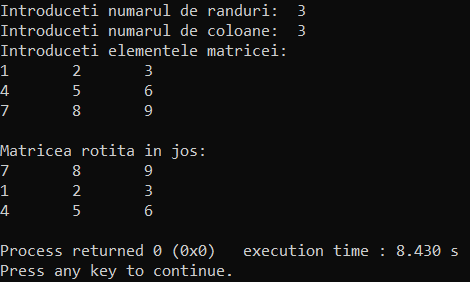 Introduceti numarul de randuri:  3
Introduceti numarul de coloane:  3
Introduceti elementele matricei:
1       2       3
4       5       6
7       8       9

Matricea rotita in jos:
7       8       9
1       2       3
4       5       6

Process returned 0 (0x0)   execution time : 8.430 s
Press any key to continue.